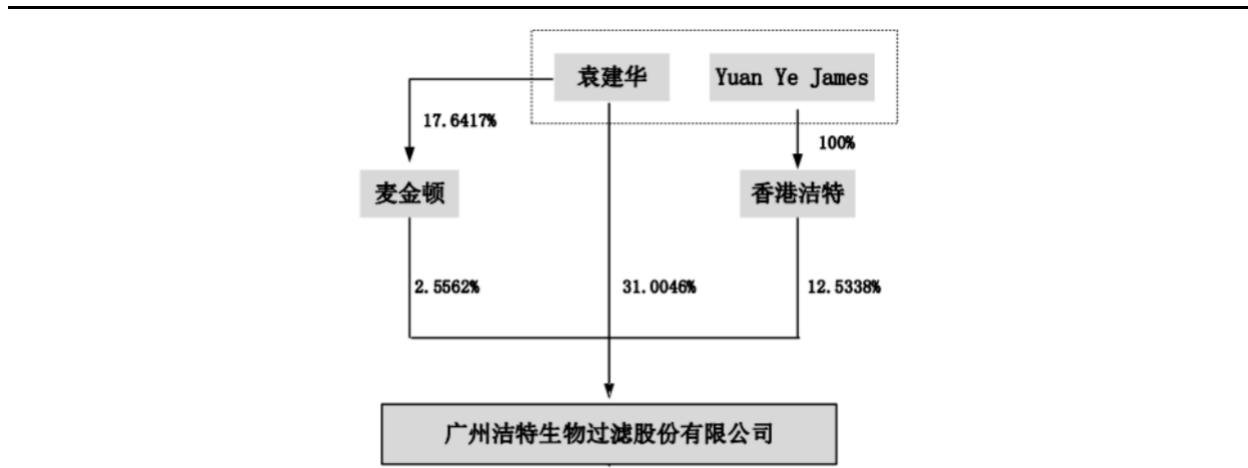 袁建华
Yuan Ye James
17.6417%
100%
麦金顿
香港洁特
2.5562%
31.0046%
12.5338%
广州洁特生物过滤股份有限公司